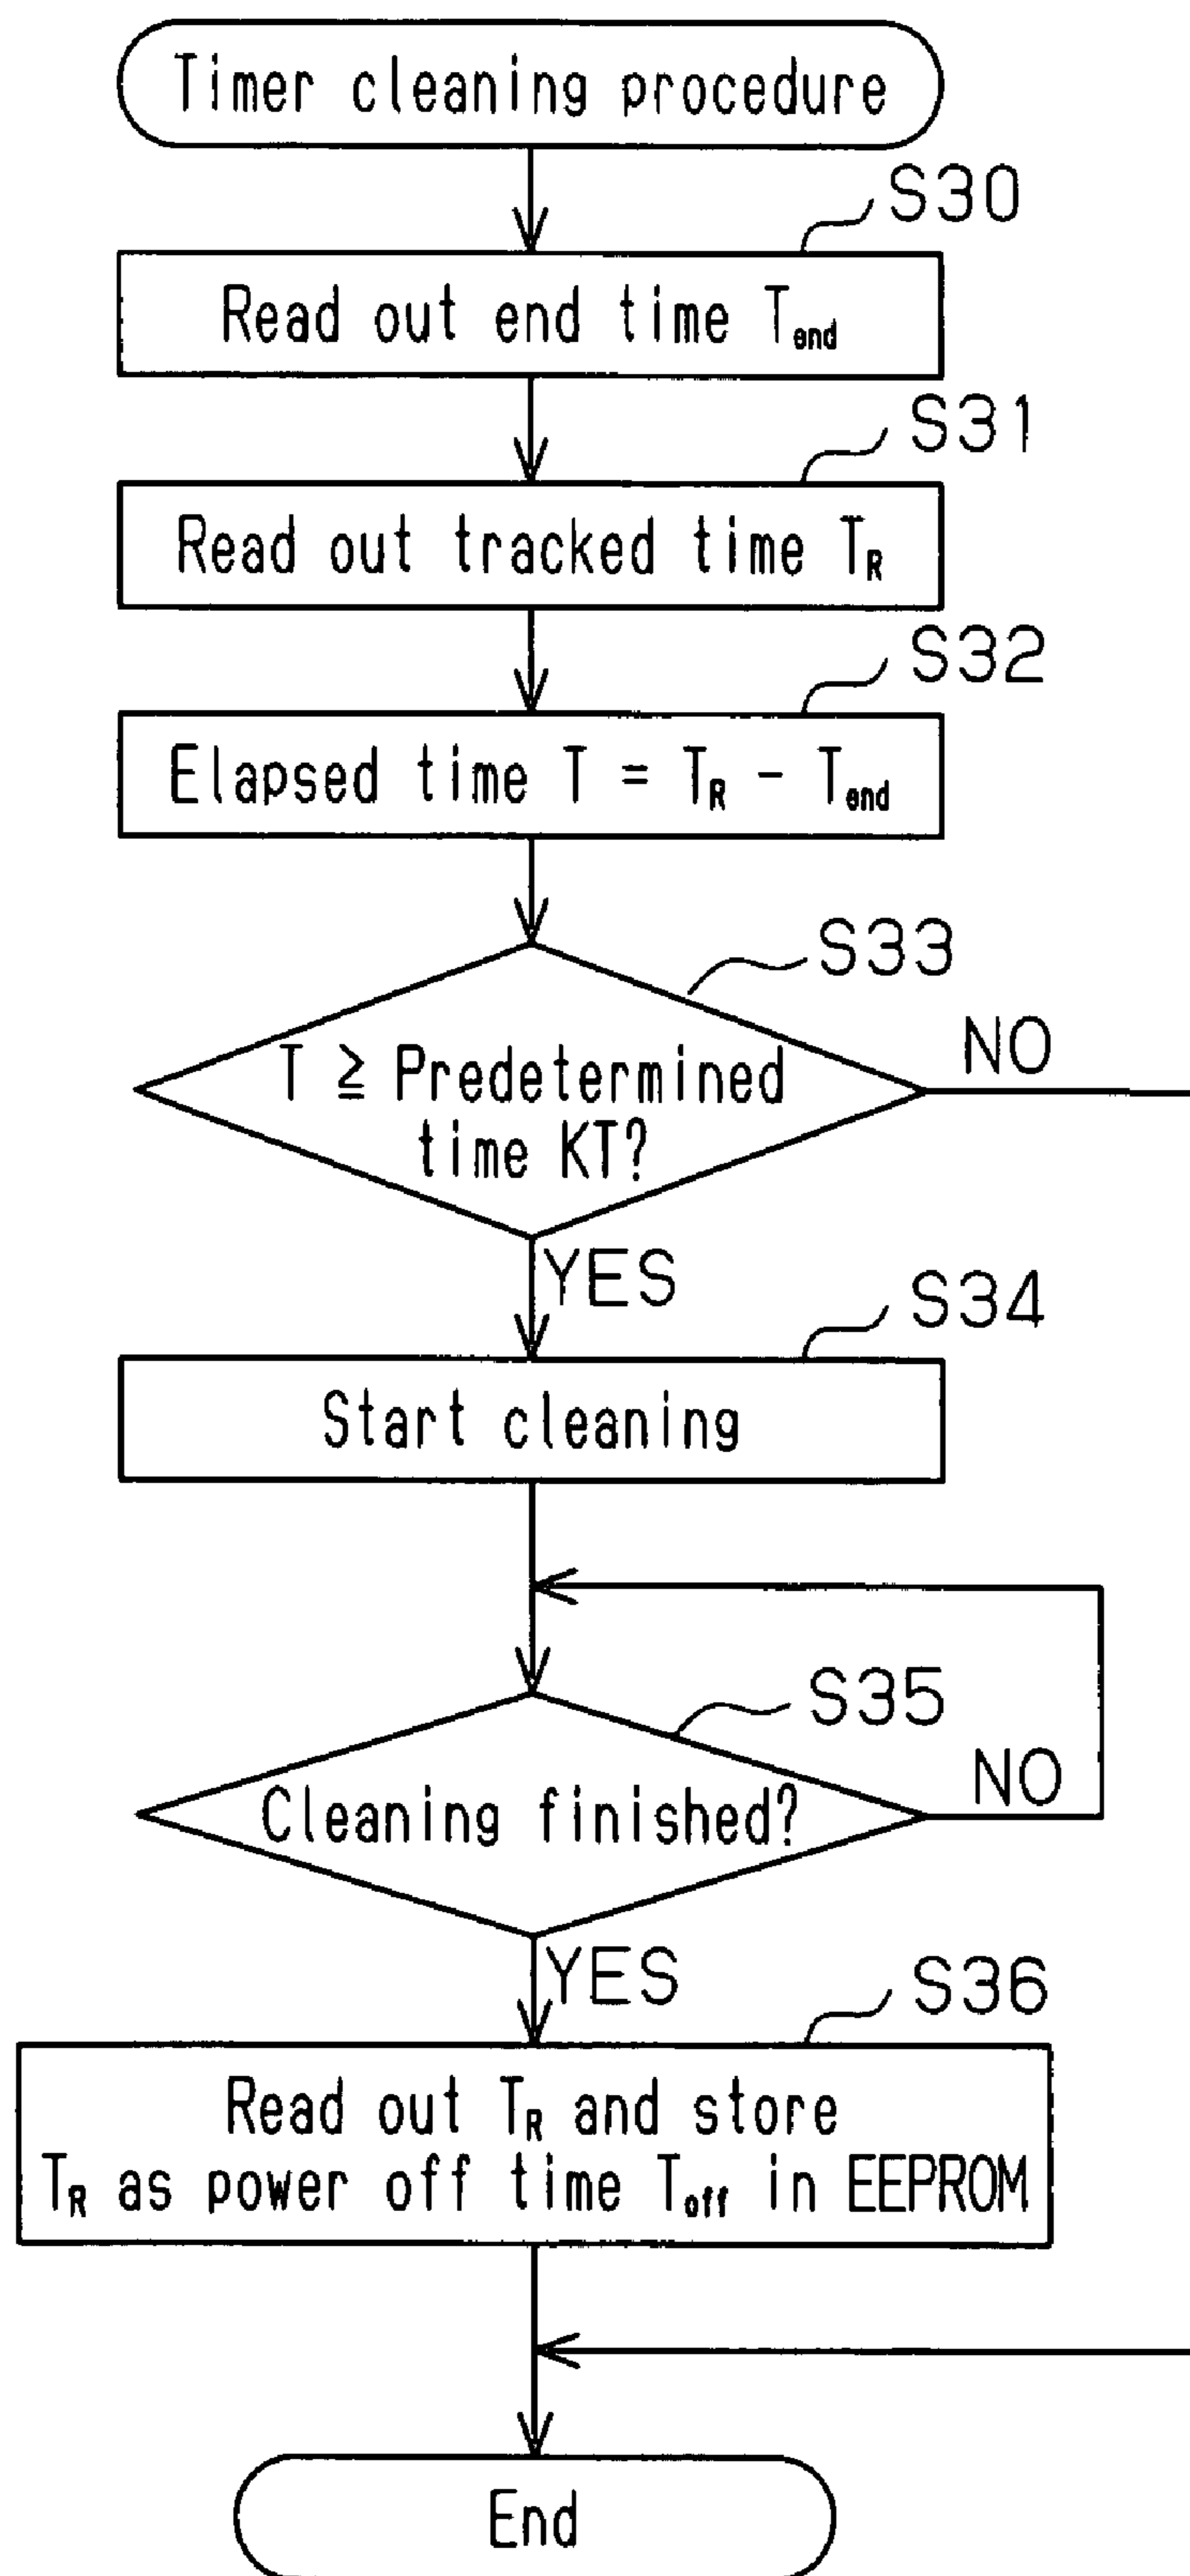 Timer cleaning procedure
S30
Read out end time Tend
S31
Read out tracked time TR
S32
Elapsed time T = TR - Tend
S33
T ≧ Predetermined
time KT?
NO
YES
S34
Start cleaning
S35
Cleaning finished?
NO
YES
S36
Read out TR and store
TR as power off time Toff in EEPROM
End